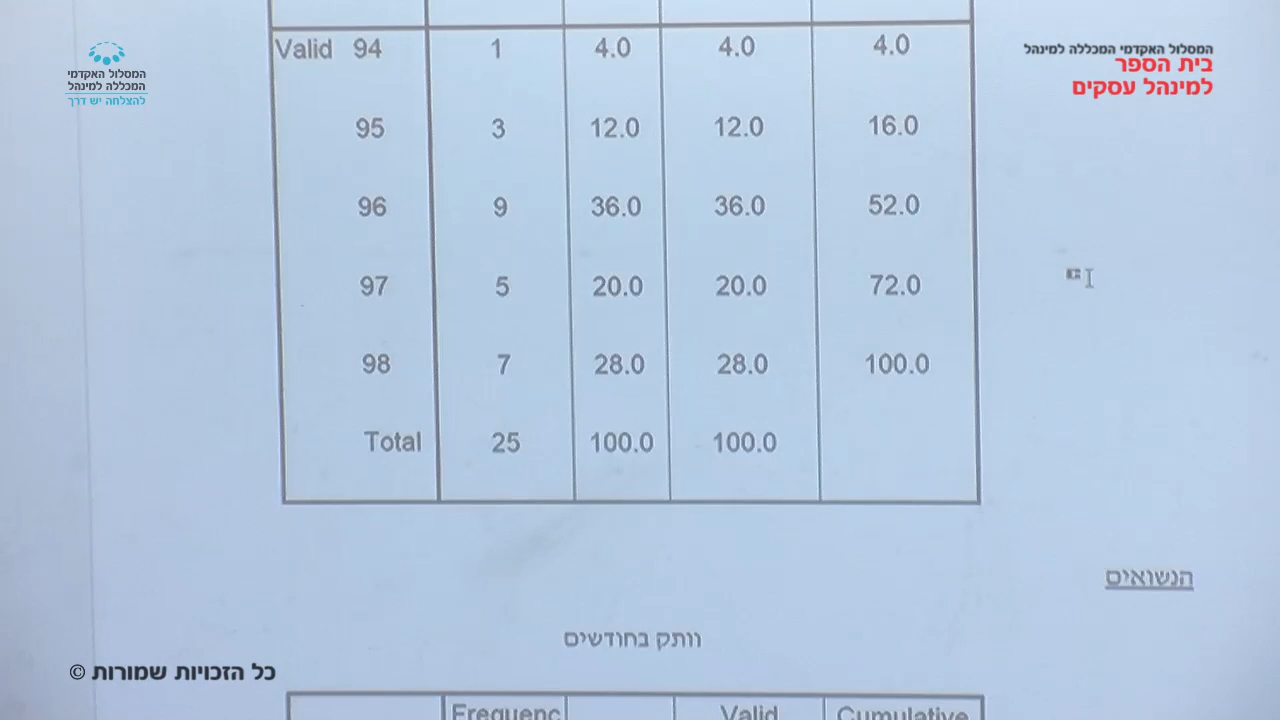 המסלול האקדמי
המכללה למינהל
להצלחה יש דרך
המסלול האקדמי המכללה למינהל
בית הספר
למינהל עסקים
Valid 94 1 4.0 4.0 4.0
95 3 12.0 12.0 16.0
96 9 36.0 36.0 52.0
97 5 20.0 20.0 72.0
98 7 28.0 28.0 100.0
Total 25 100.0 100.0
הנשואים
וותק בחודשים
כל הזכויות שמורות ©
Frequenc Valid Cumulative